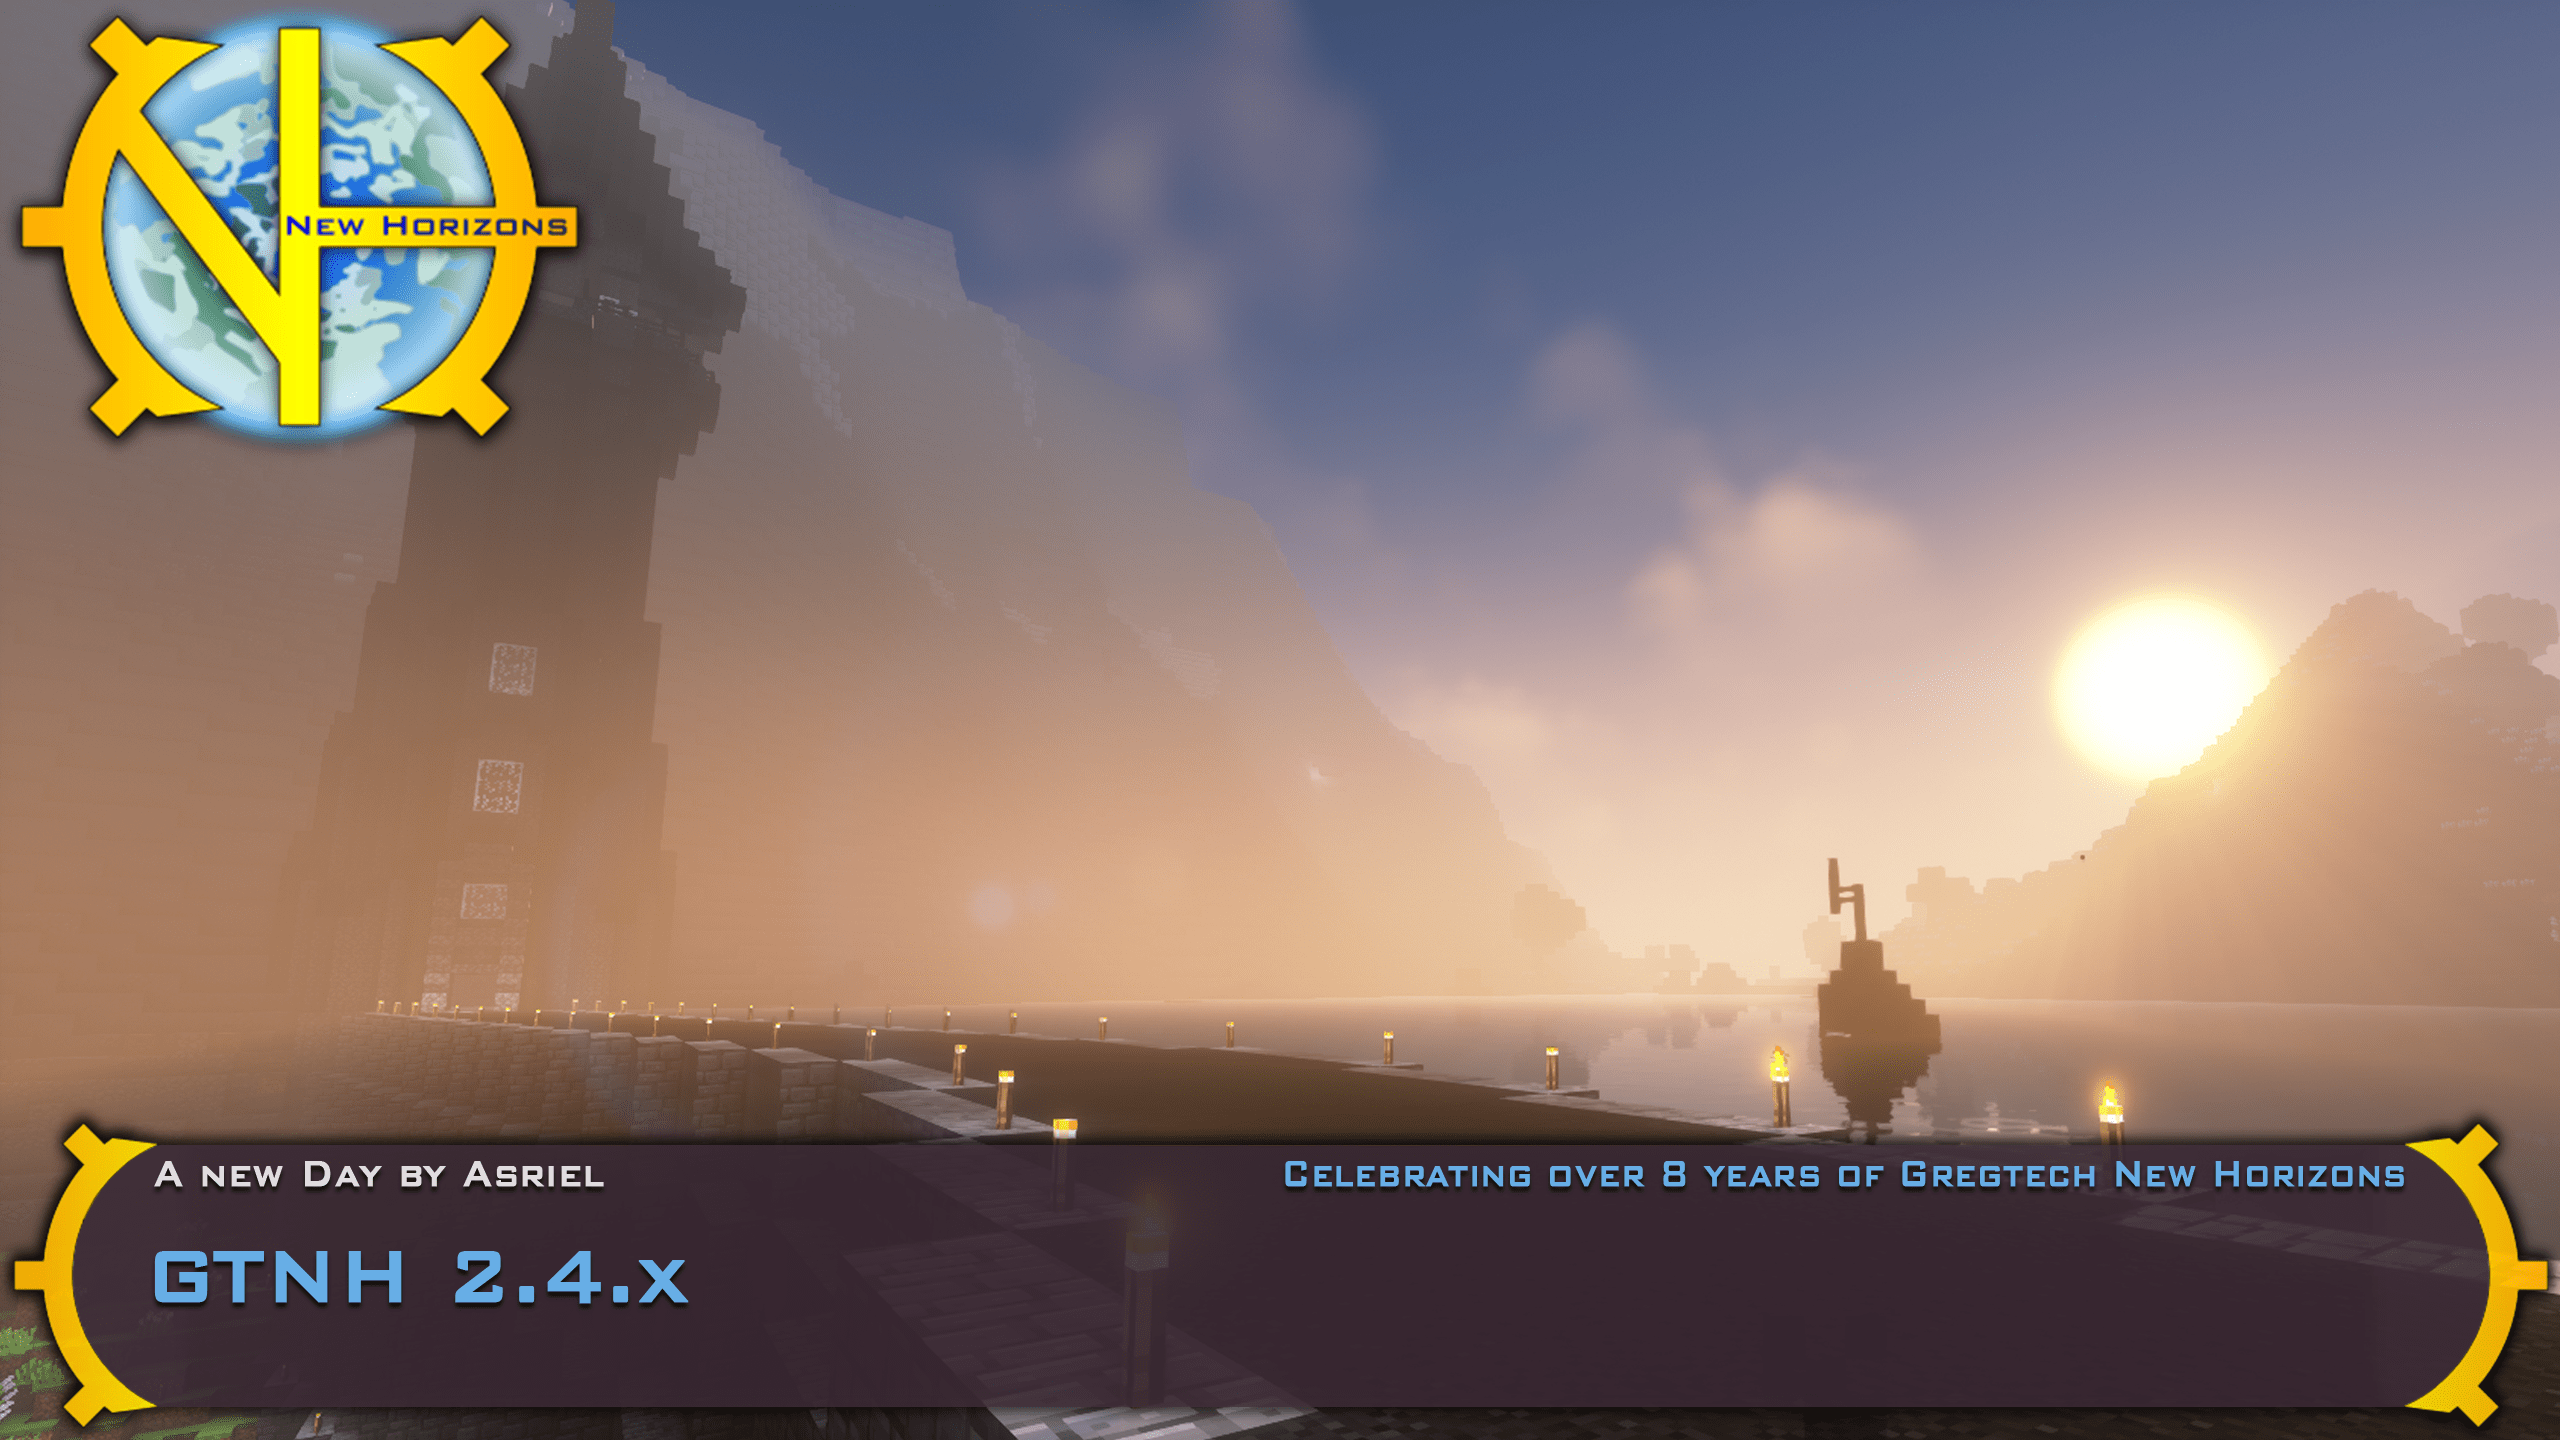 New Horizons
A new Day by Asriel
Celebrating over 8 years of Gregtech New Horizons
GTNH 2.4.x